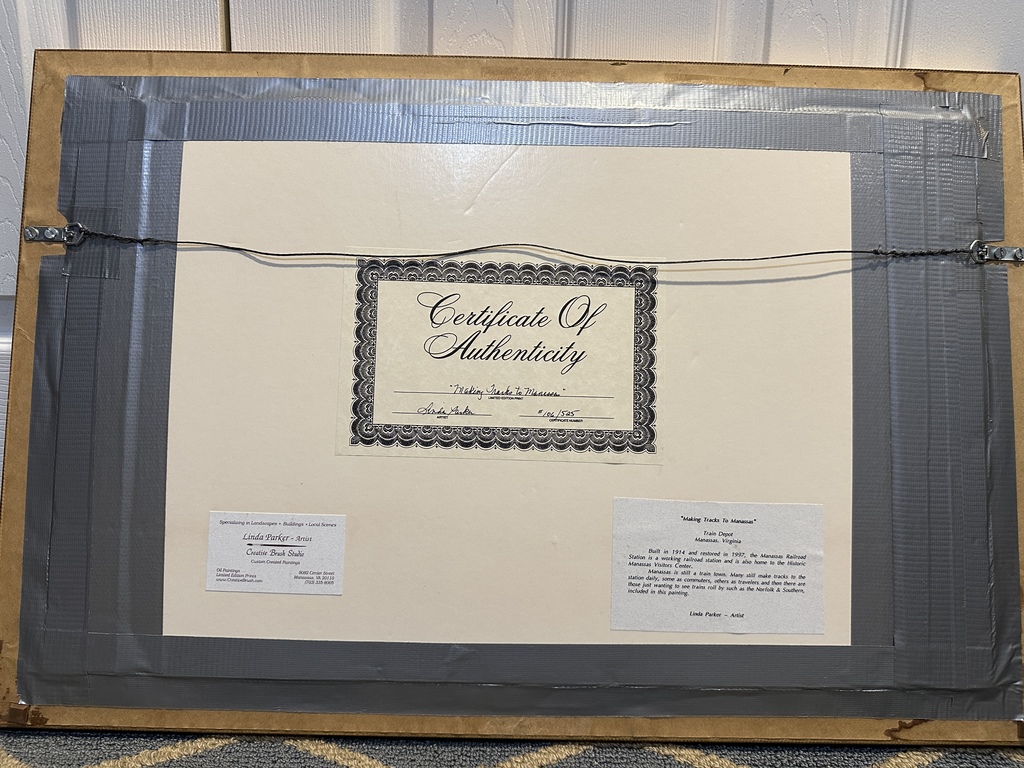 Certificate Of
Authenticity
"Making Tracks to Manassas"
LIMITED EDITION PRINT
Linda Parker
#106/525
ARTIST
CERTIFICATE NUMBER
Specializing in Landscapes • Buildings • Local Scenes
Linda Parker - Artist
Creative Brush Studio
Custom Created Paintings
Oil Paintings
Limited Edition Prints
www.CreativeBrush.com
Center Street
Manassas, VA 20110
"Making Tracks To Manassas"
Train Depot
Manassas, Virginia
Built in 1914 and restored in 1997, the Manassas Railroad
Station is a working railroad station and is also home to the Historic
Manassas Visitors Center.
Manassas is still a train town. Many still make tracks to the
station daily, some as commuters, others as travelers and then there are
those just wanting to see trains roll by such as the Norfolk & Southern,
included in this painting.
Linda Parker - Artist